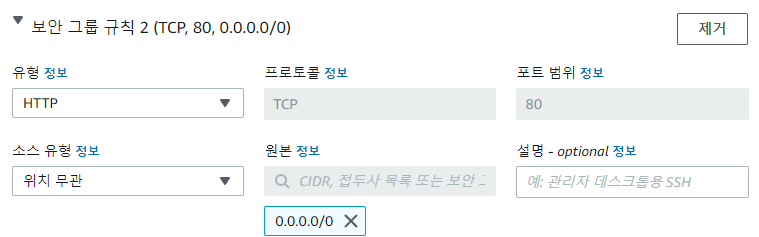 보안 그룹 규칙 2 (TCP, 80, 0.0.0.0/0)
제거
유형 정보
프로토콜 정보
포트 범위 정보
HTTP
TCP
80
소스 유형 정보
원본 정보
설명 - optional 정보
위치 무관
CIDR, 접두사 목록 또는 보안 그
예: 관리자 데스크톱용 SSH
0.0.0.0/0